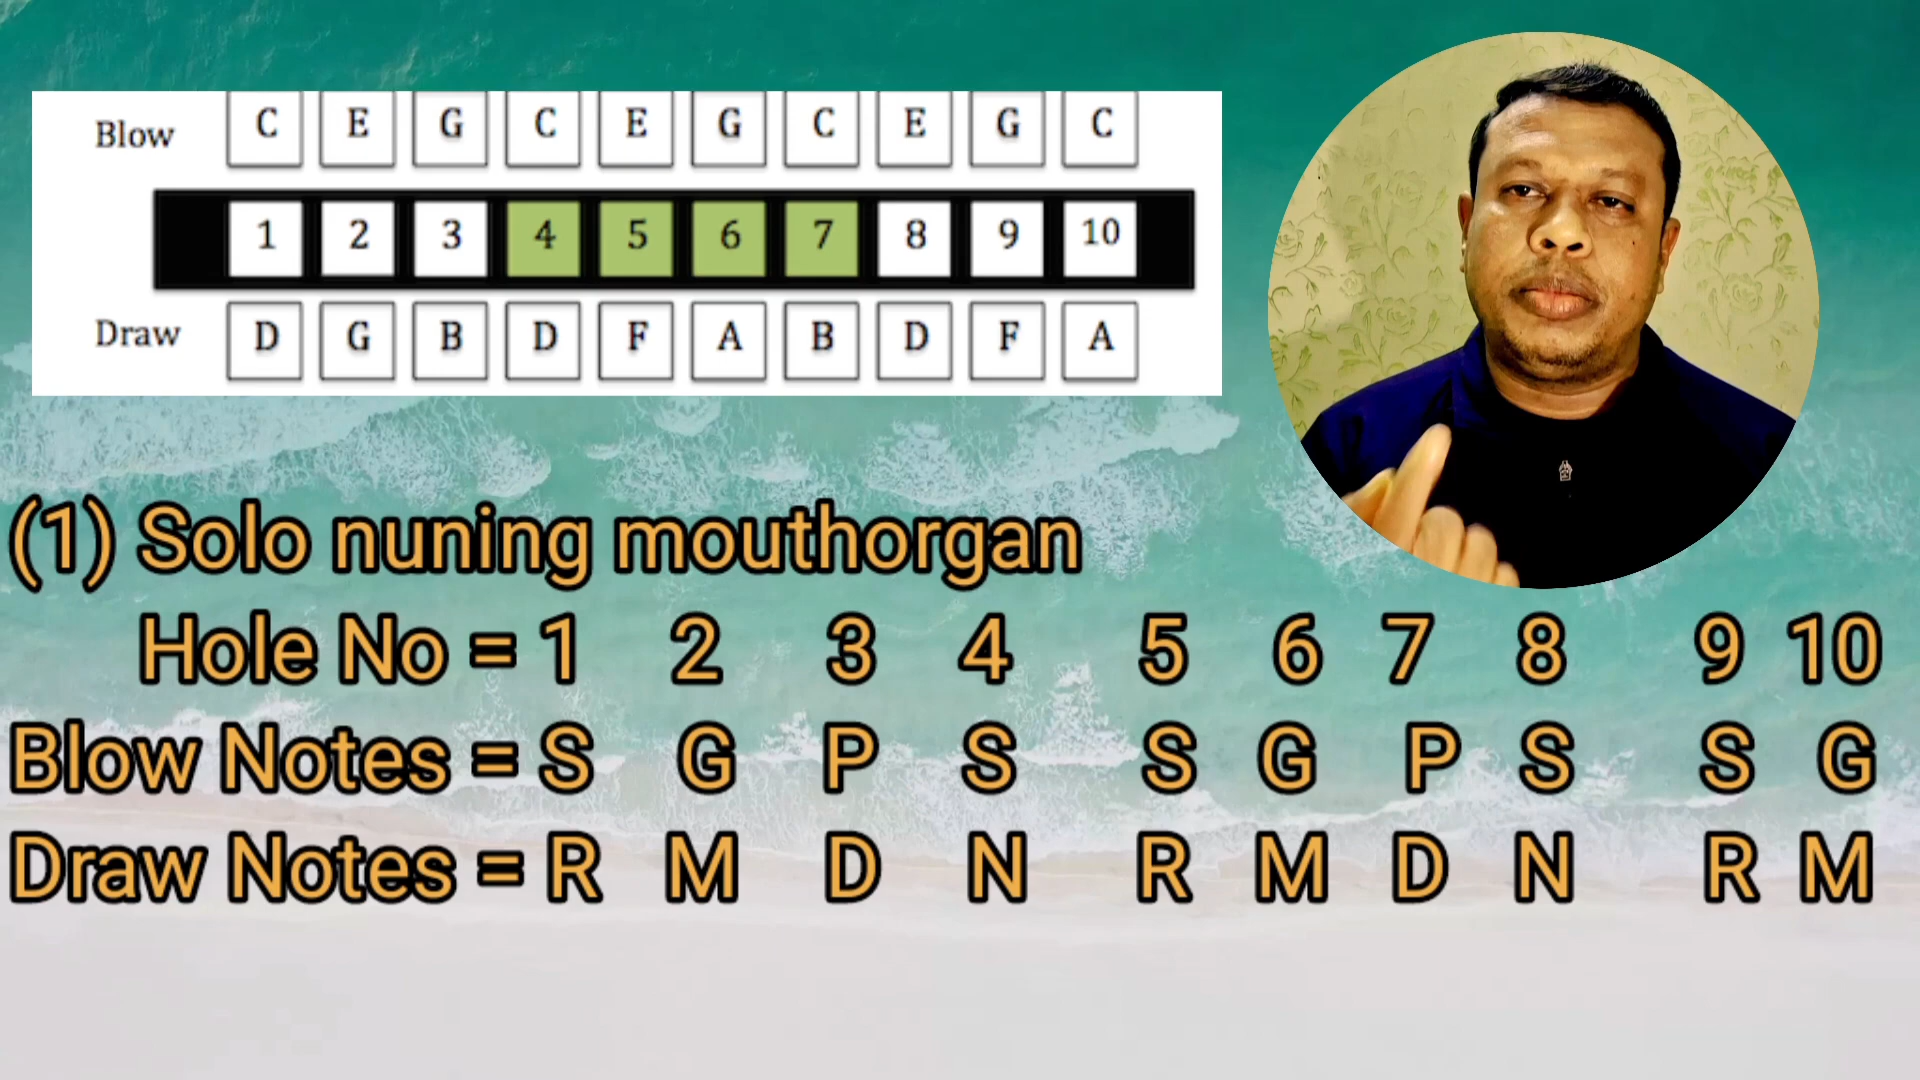 Blow C E G C E G C E G C
1 2 3 4 5 6 7 8 9 10
Draw D G B D F A B D F A
(1) Solo nuning mouthorgan
Hole No = 1 2 3 4 5 6 7 8 9 10
Blow Notes = S G P S S G P S S G
Draw Notes = R M D N R M D N R M